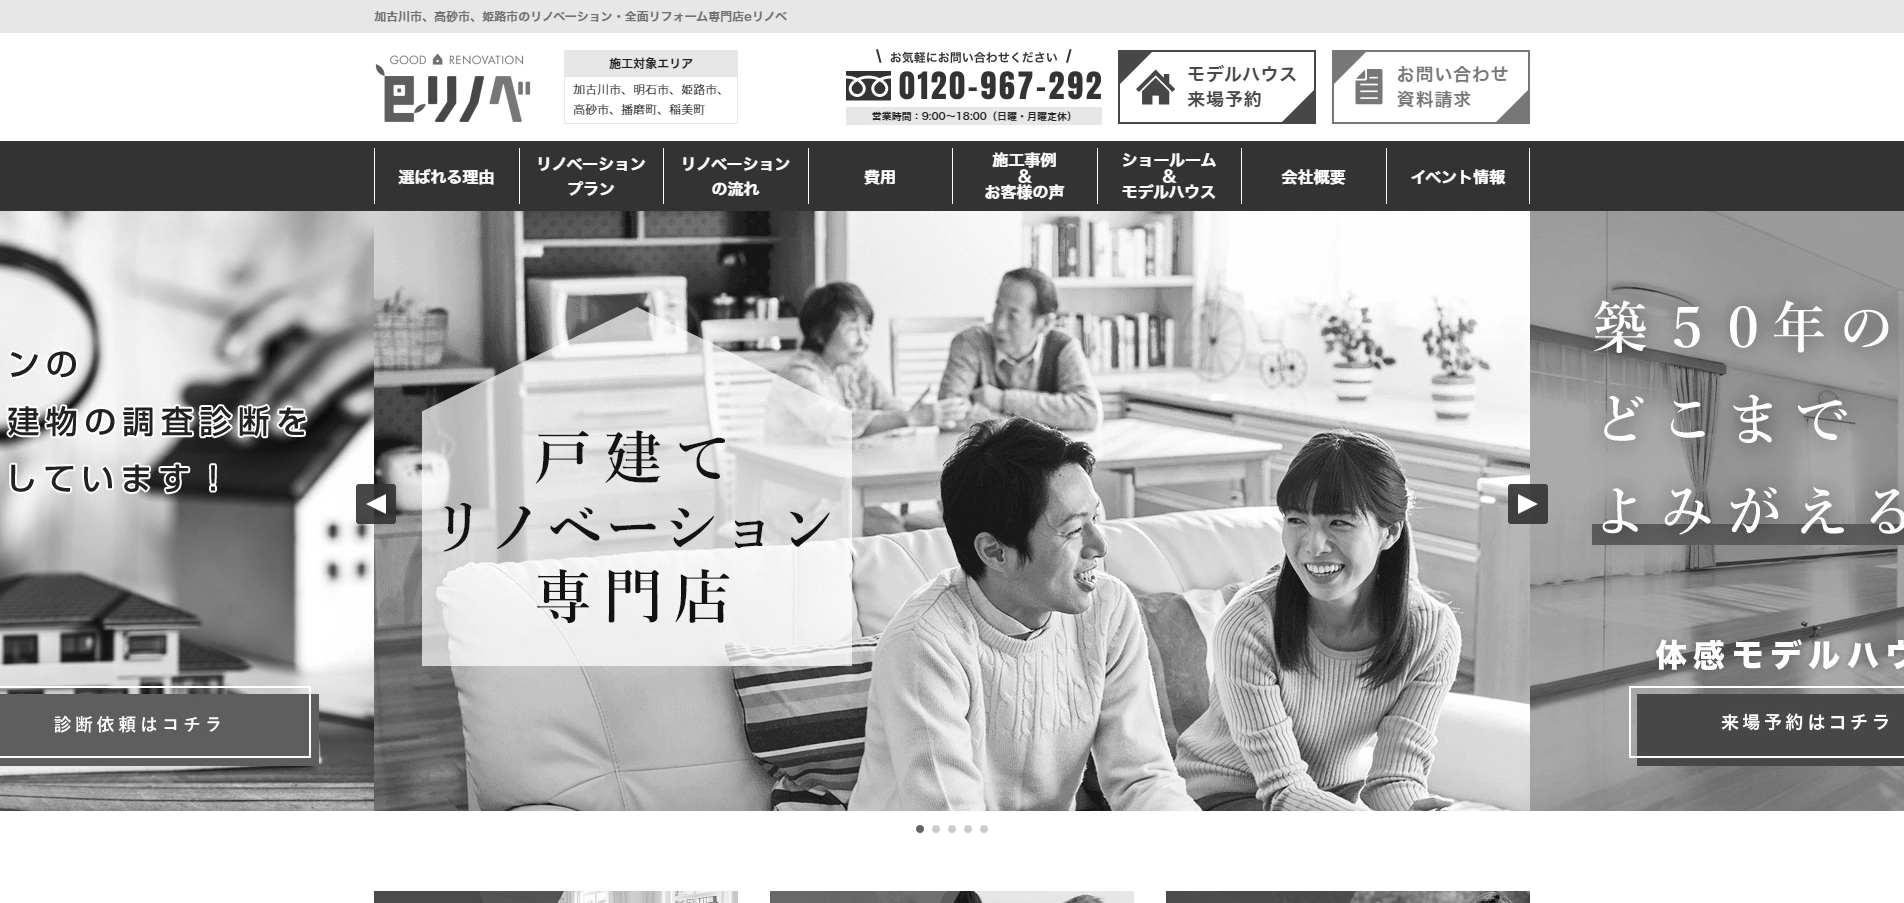 加古川市、高砂市、姫路市のリノベーション・全面リフォーム専門店eリノベ
GOOD RENOVATION
eリノベ
施工対象エリア
加古川市、明石市、姫路市、
高砂市、播磨町、稲美町
お気軽にお問い合わせください
0120-967-292
営業時間：9:00〜18:00（日曜・月曜定休）
モデルハウス
来場予約
お問い合わせ
資料請求
選ばれる理由
リノベーション
プラン
リノベーション
の流れ
費用
施工事例
&
お客様の声
ショールーム
&
モデルハウス
会社概要
イベント情報
ンの
建物の調査診断を
しています！
診断依頼はコチラ
戸建て
リノベーション
専門店
築５０年の
どこまで
よみがえる
体感モデルハウ
来場予約はコチラ